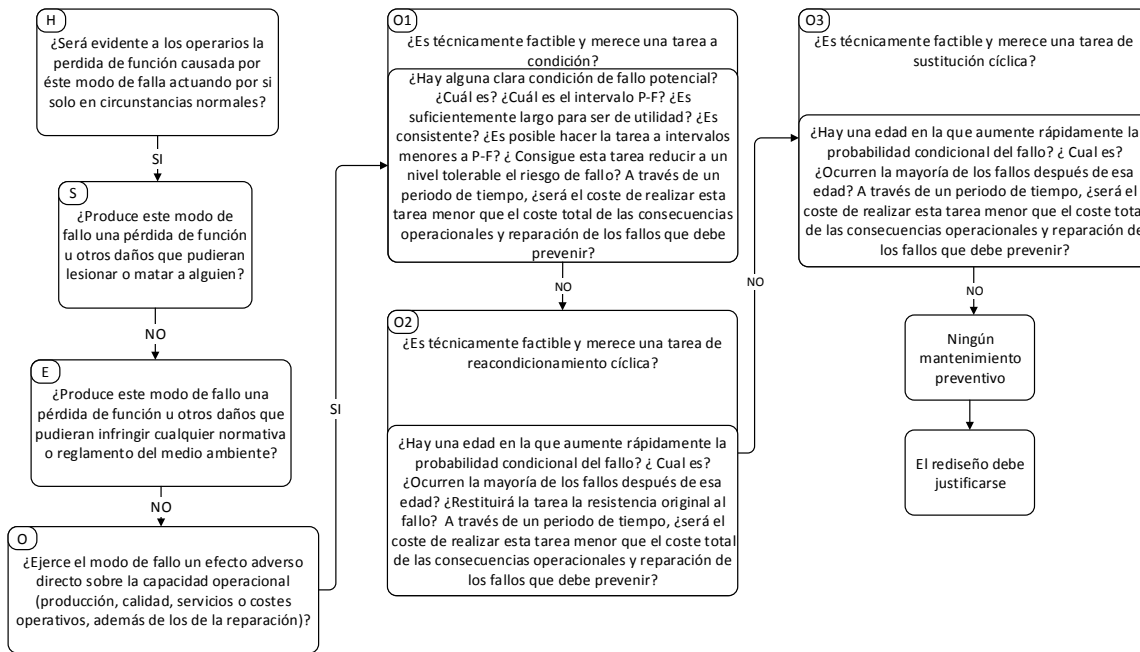 H
¿Será evidente a los operarios la
perdida de función causada por
éste modo de falla actuando por si
solo en circunstancias normales?
SI
S
¿Produce este modo de
fallo una pérdida de función
u otros daños que pudieran
lesionar o matar a alguien?
NO
E
¿Produce este modo de fallo una
pérdida de función u otros daños que
pudieran infringir cualquier normativa
o reglamento del medio ambiente?
NO
O
¿Ejerce el modo de fallo un efecto adverso
directo sobre la capacidad operacional
(producción, calidad, servicios o costes
operativos, además de los de la reparación)?
SI
O1
¿Es técnicamente factible y merece una tarea a
condición?
¿Hay alguna clara condición de fallo potencial?
¿Cuál es? ¿Cuál es el intervalo P-F? ¿Es
suficientemente largo para ser de utilidad? ¿Es
consistente? ¿Es posible hacer la tarea a intervalos
menores a P-F? ¿ Consigue esta tarea reducir a un
nivel tolerable el riesgo de fallo? A través de un
periodo de tiempo, ¿será el coste de realizar esta
tarea menor que el coste total de las consecuencias
operacionales y reparación de los fallos que debe
prevenir?
NO
O2
¿Es técnicamente factible y merece una tarea de
reacondicionamiento cíclica?
¿Hay una edad en la que aumente rápidamente la
probabilidad condicional del fallo? ¿ Cual es?
¿Ocurren la mayoría de los fallos después de esa
edad? ¿Restituirá la tarea la resistencia original al
fallo? A través de un periodo de tiempo, ¿será el
coste de realizar esta tarea menor que el coste total
de las consecuencias operacionales y reparación de
los fallos que debe prevenir?
NO
O3
¿Es técnicamente factible y merece una tarea de
sustitución cíclica?
¿Hay una edad en la que aumente rápidamente la
probabilidad condicional del fallo? ¿ Cual es?
¿Ocurren la mayoría de los fallos después de esa
edad? A través de un periodo de tiempo, ¿será el
coste de realizar esta tarea menor que el coste total
de las consecuencias operacionales y reparación de
los fallos que debe prevenir?
NO
Ningún
mantenimiento
preventivo
El rediseño debe
justificarse